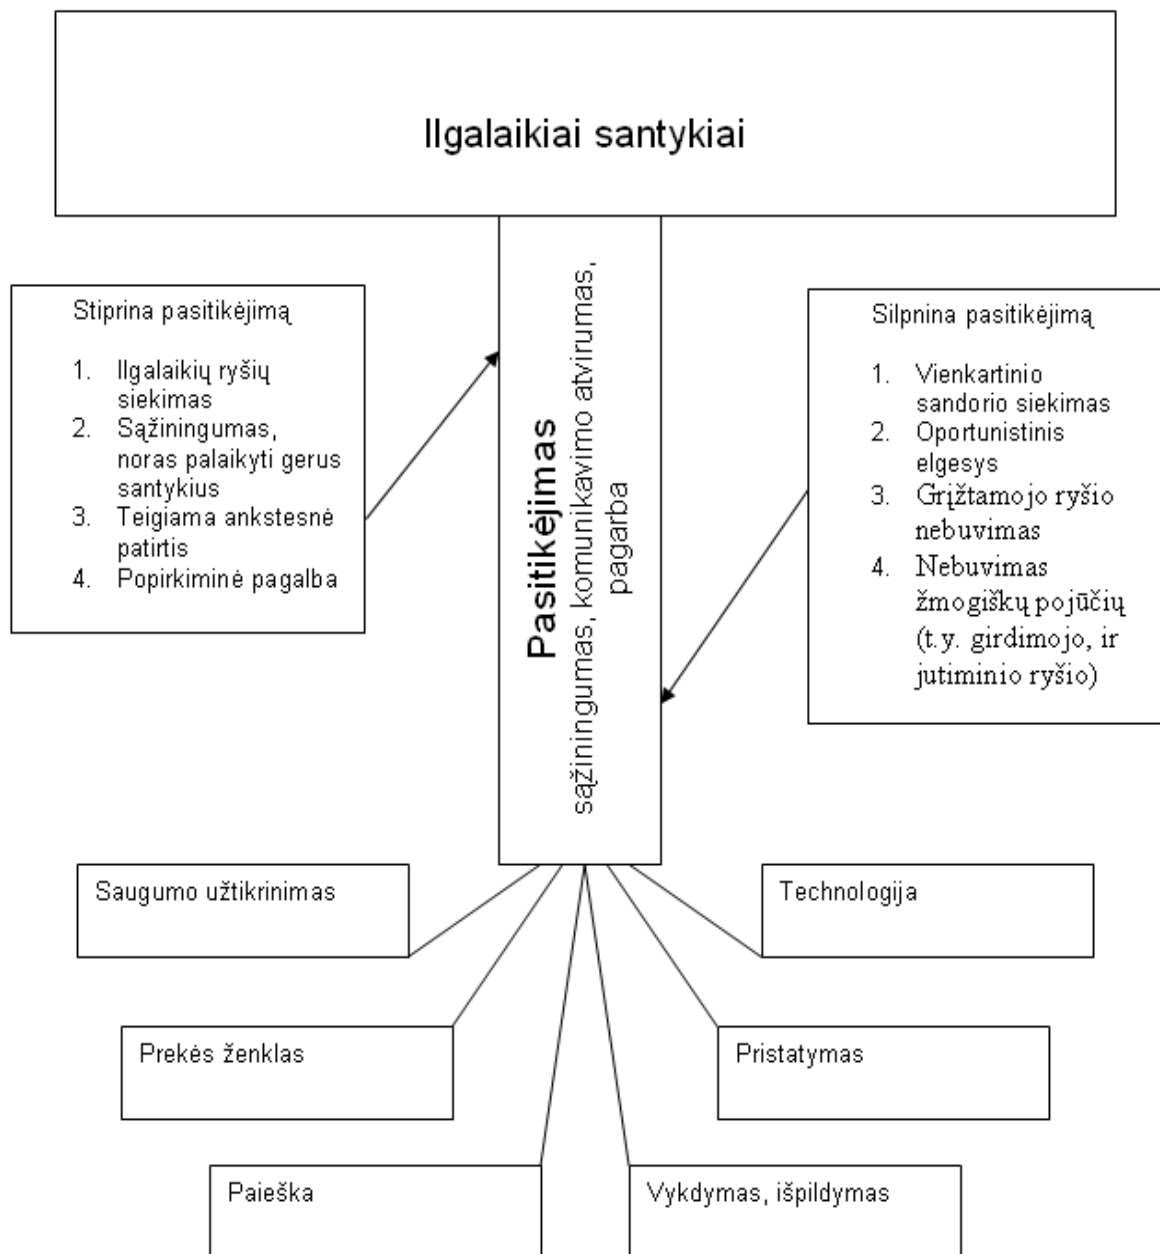 Ilgalaikiai santykiai
Stiprina pasitikėjimą
1. Ilgalaikių ryšių
siekimas
2. Sąžiningumas,
noras palaikyti gerus
santykius
3. Teigiama ankstesnė
patirtis
4. Popirkiminė pagalba
Pasitikėjimas
sąžiningumas, komunikavimo atvirumas,
pagarba
Silpnina pasitikėjimą
1. Vienkartinio
sandorio siekimas
2. Oportunistinis
elgesys
3. Grįžtamojo ryšio
nebuvimas
4. Nebuvimas
žmogiškų pojūčių
(t.y. girdimojo, ir
jutiminio ryšio)
Saugumo užtikrinimas
Technologija
Prekės ženklas
Pristatymas
Paieška
Vykdymas, išpildymas